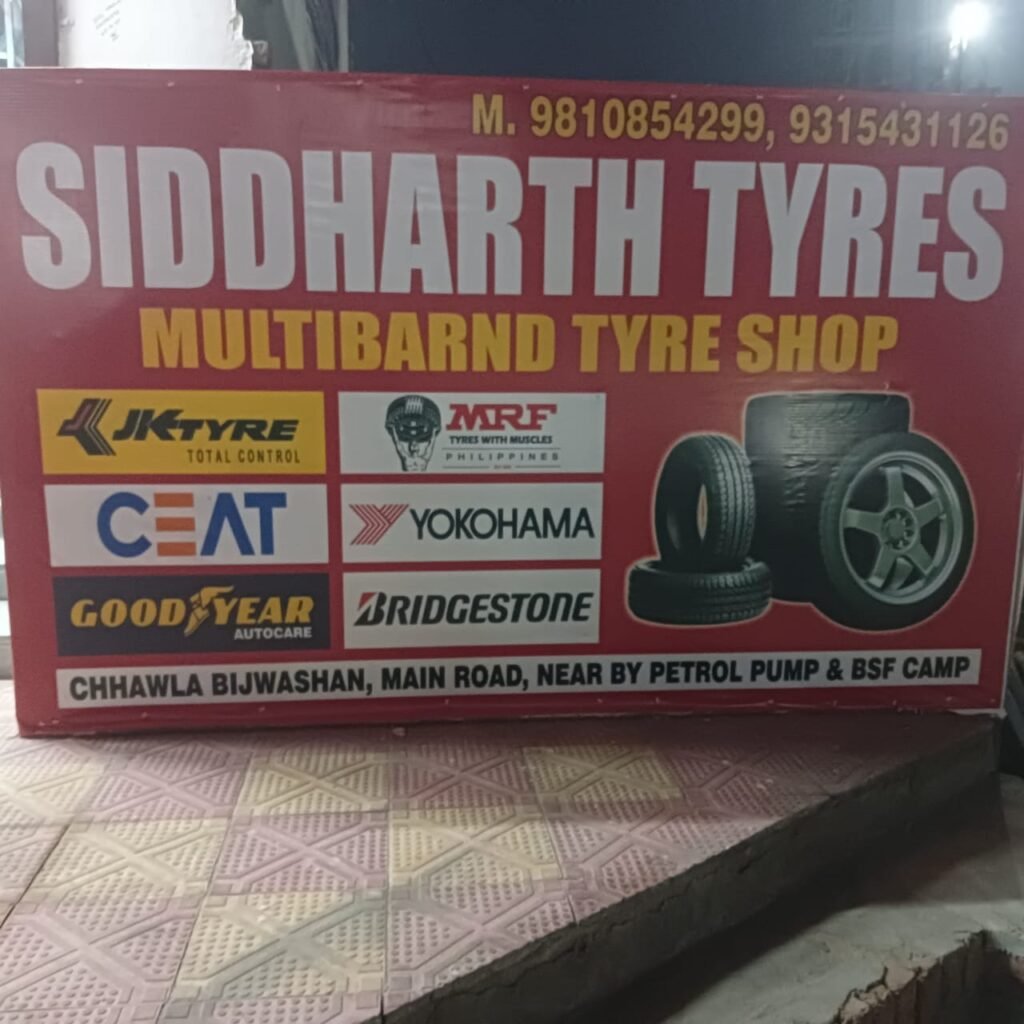 M. 9810854299, 9315431126
SIDDHARTH TYRES
MULTIBARND TYRE SHOP
JK TYRE
TOTAL CONTROL
MRF
TYRES WITH MUSCLES
PHILIPPINES
CEAT
YOKOHAMA
GOODYEAR
AUTOCARE
BRIDGESTONE
CHHAWLA BIJWASHAN, MAIN ROAD, NEAR BY PETROL PUMP & BSF CAMP